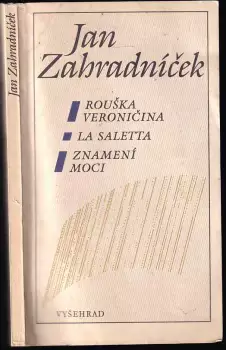 Jan Zahradníček
Jan
Zahradníček
ROUŠKA
VERONIČINA
LA SALETTA
ZNAMENÍ
MOCI
VYŠEHRAD